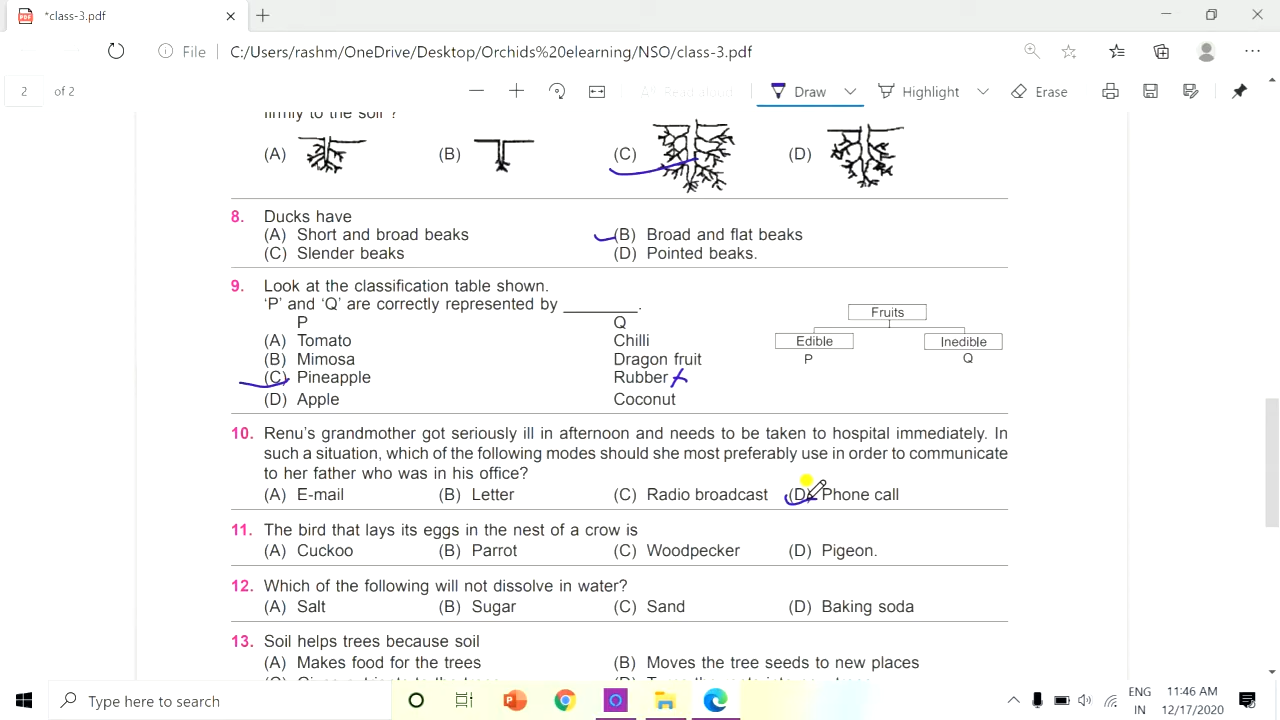 *class-3.pdf
File C:/Users/rashm/OneDrive/Desktop/Orchids%20elearning/NSO/class-3.pdf
2 of 2 Read aloud Draw Highlight Erase
firmly to the soil ?
(A) (B) (C) (D)
8. Ducks have
(A) Short and broad beaks (B) Broad and flat beaks
(C) Slender beaks (D) Pointed beaks.
9. Look at the classification table shown.
'P' and 'Q' are correctly represented by ________.
P Q
(A) Tomato Chilli
(B) Mimosa Dragon fruit
(C) Pineapple Rubber
(D) Apple Coconut
Fruits
Edible Inedible
P Q
10. Renu's grandmother got seriously ill in afternoon and needs to be taken to hospital immediately. In
such a situation, which of the following modes should she most preferably use in order to communicate
to her father who was in his office?
(A) E-mail (B) Letter (C) Radio broadcast (D) Phone call
11. The bird that lays its eggs in the nest of a crow is
(A) Cuckoo (B) Parrot (C) Woodpecker (D) Pigeon.
12. Which of the following will not dissolve in water?
(A) Salt (B) Sugar (C) Sand (D) Baking soda
13. Soil helps trees because soil
(A) Makes food for the trees (B) Moves the tree seeds to new places
Type here to search
ENG
IN
11:46 AM
12/17/2020